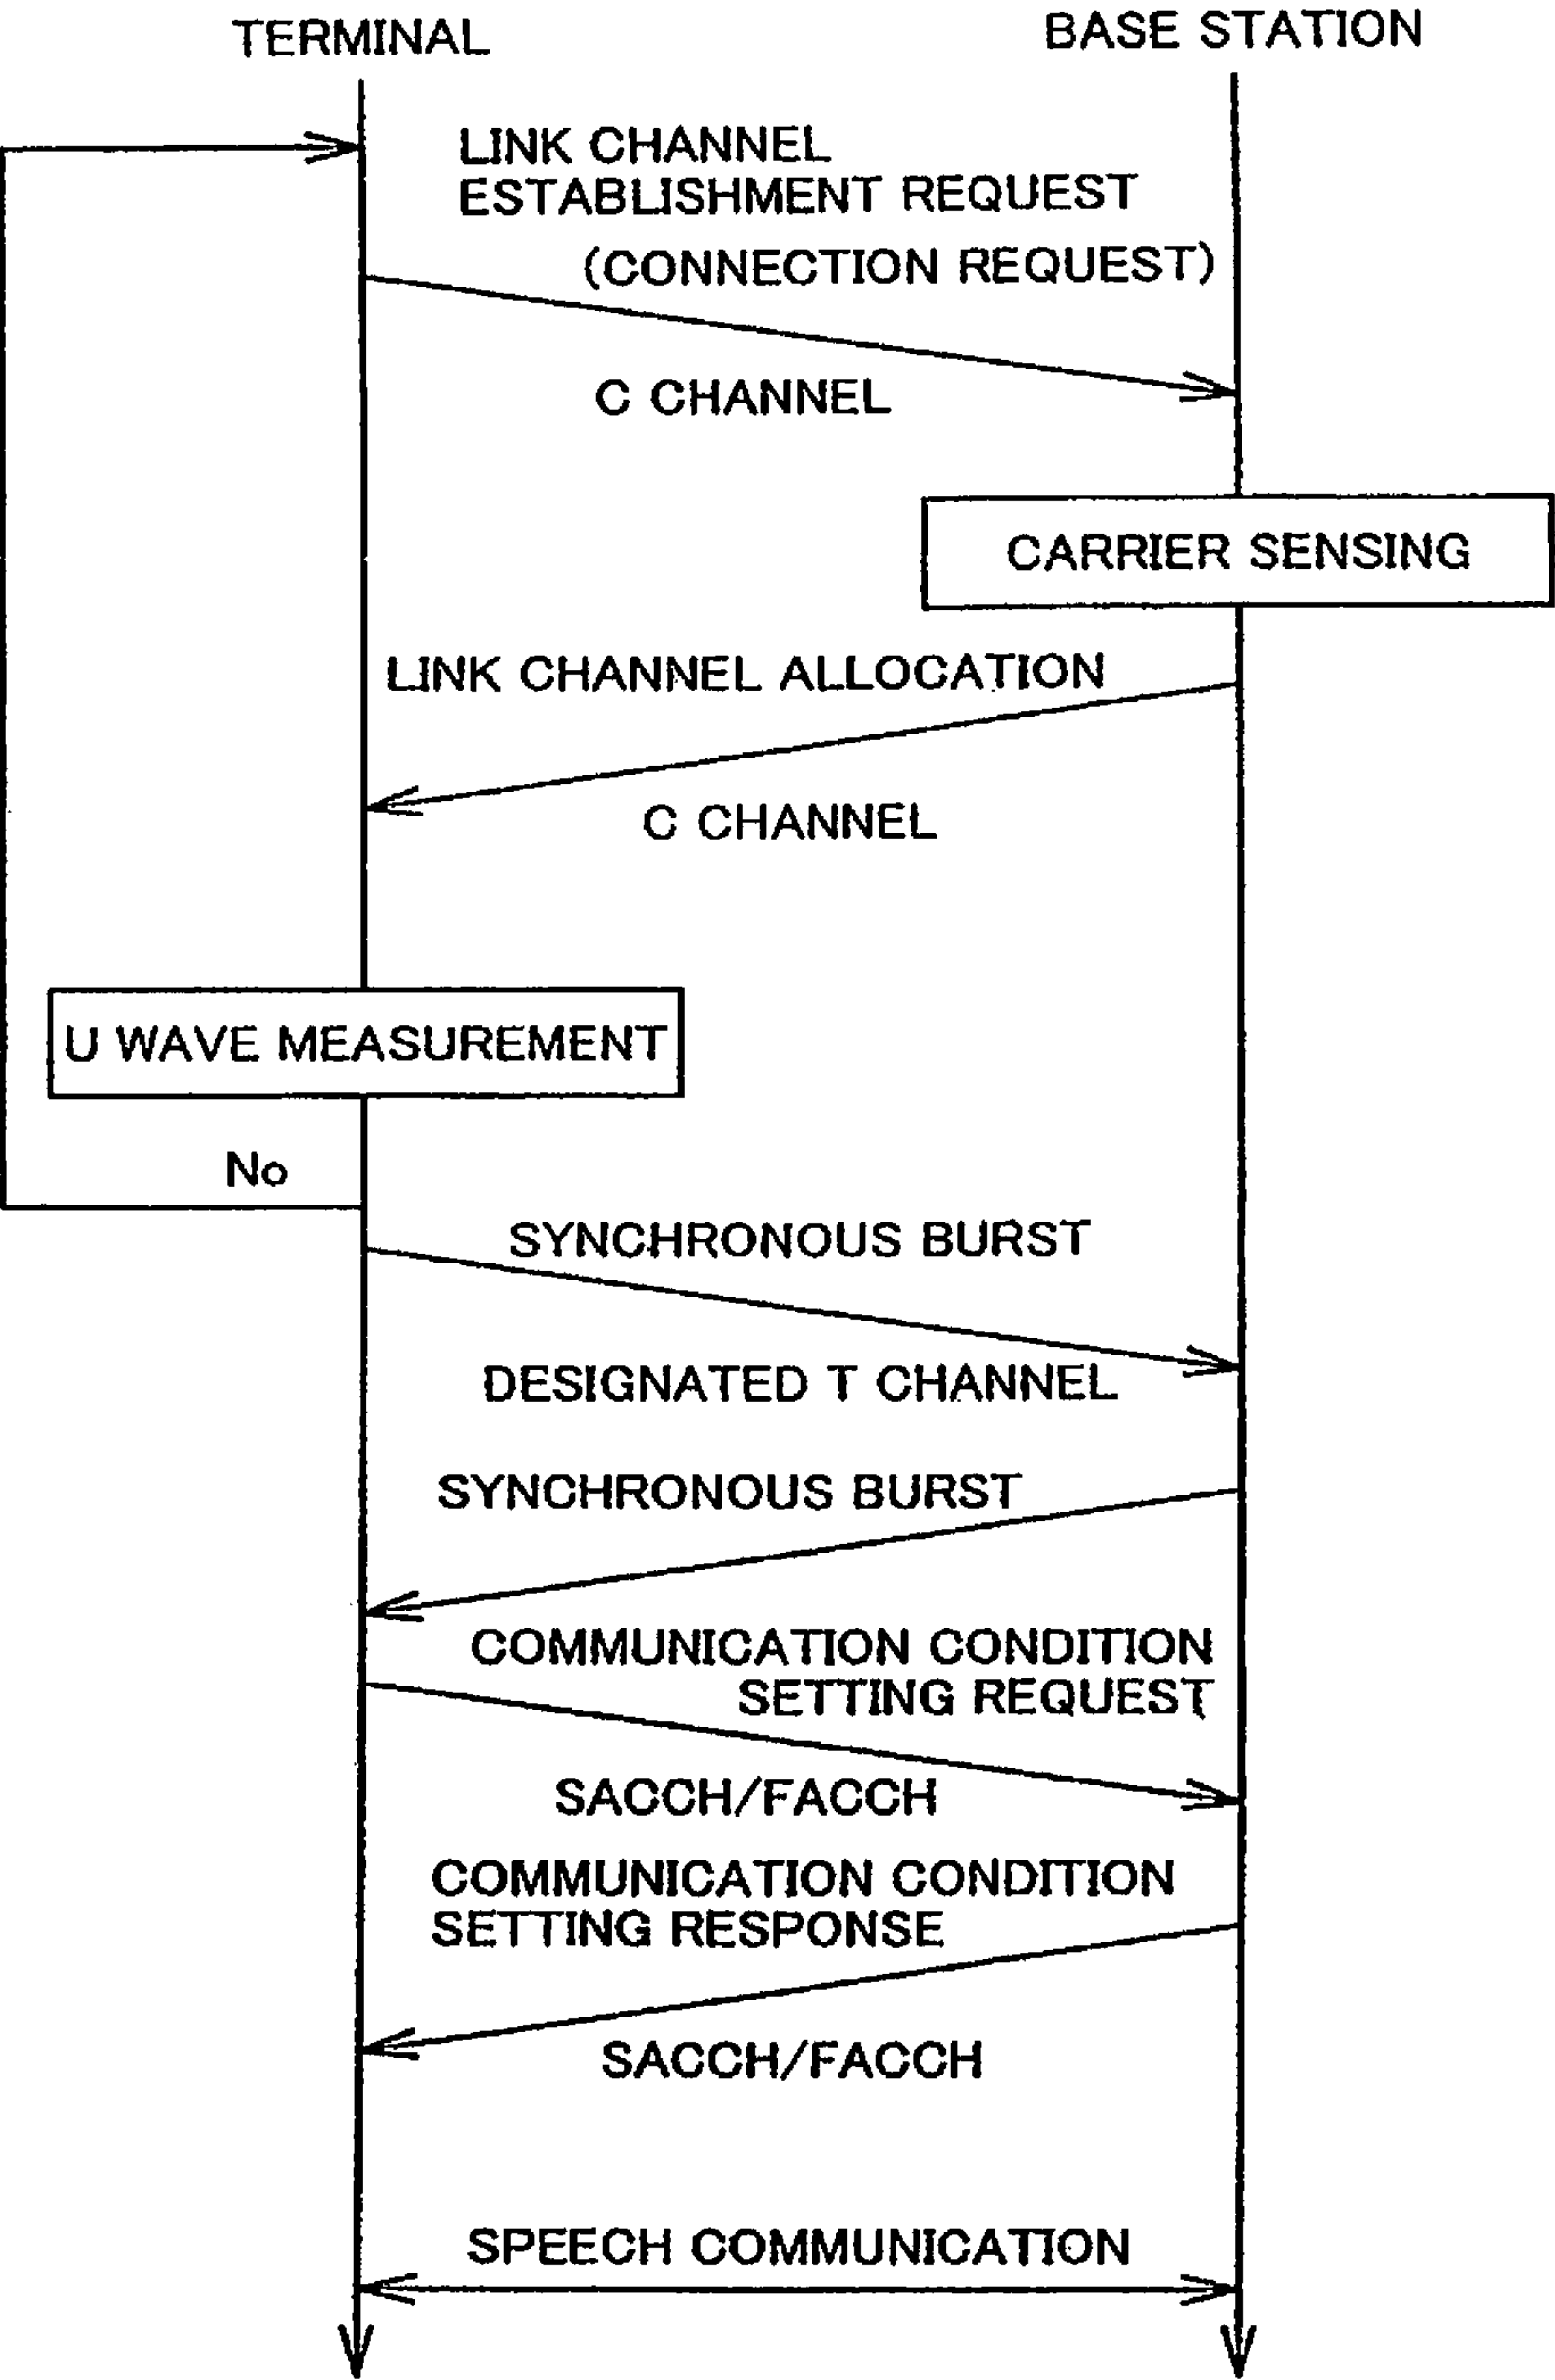 TERMINAL
BASE STATION
LINK CHANNEL
ESTABLISHMENT REQUEST
(CONNECTION REQUEST)
C CHANNEL
CARRIER SENSING
LINK CHANNEL ALLOCATION
C CHANNEL
U WAVE MEASUREMENT
No
SYNCHRONOUS BURST
DESIGNATED T CHANNEL
SYNCHRONOUS BURST
COMMUNICATION CONDITION
SETTING REQUEST
SACCH/FACCH
COMMUNICATION CONDITION
SETTING RESPONSE
SACCH/FACCH
SPEECH COMMUNICATION